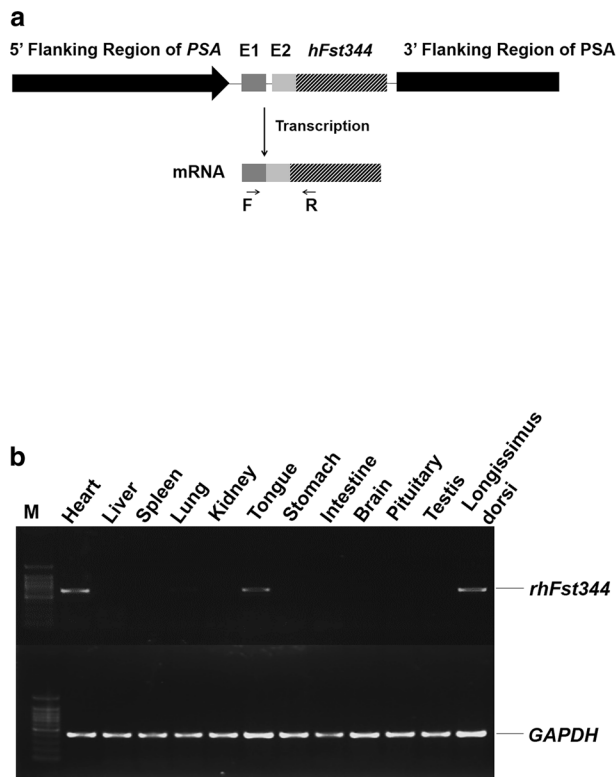 a
5' Flanking Region of PSA E1 E2 hFst344 3' Flanking Region of PSA
Transcription
mRNA
F R
b
M Heart Liver Spleen Lung Kidney Tongue Stomach Intestine Brain Pituitary Testis Longissimus dorsi
rhFst344
GAPDH